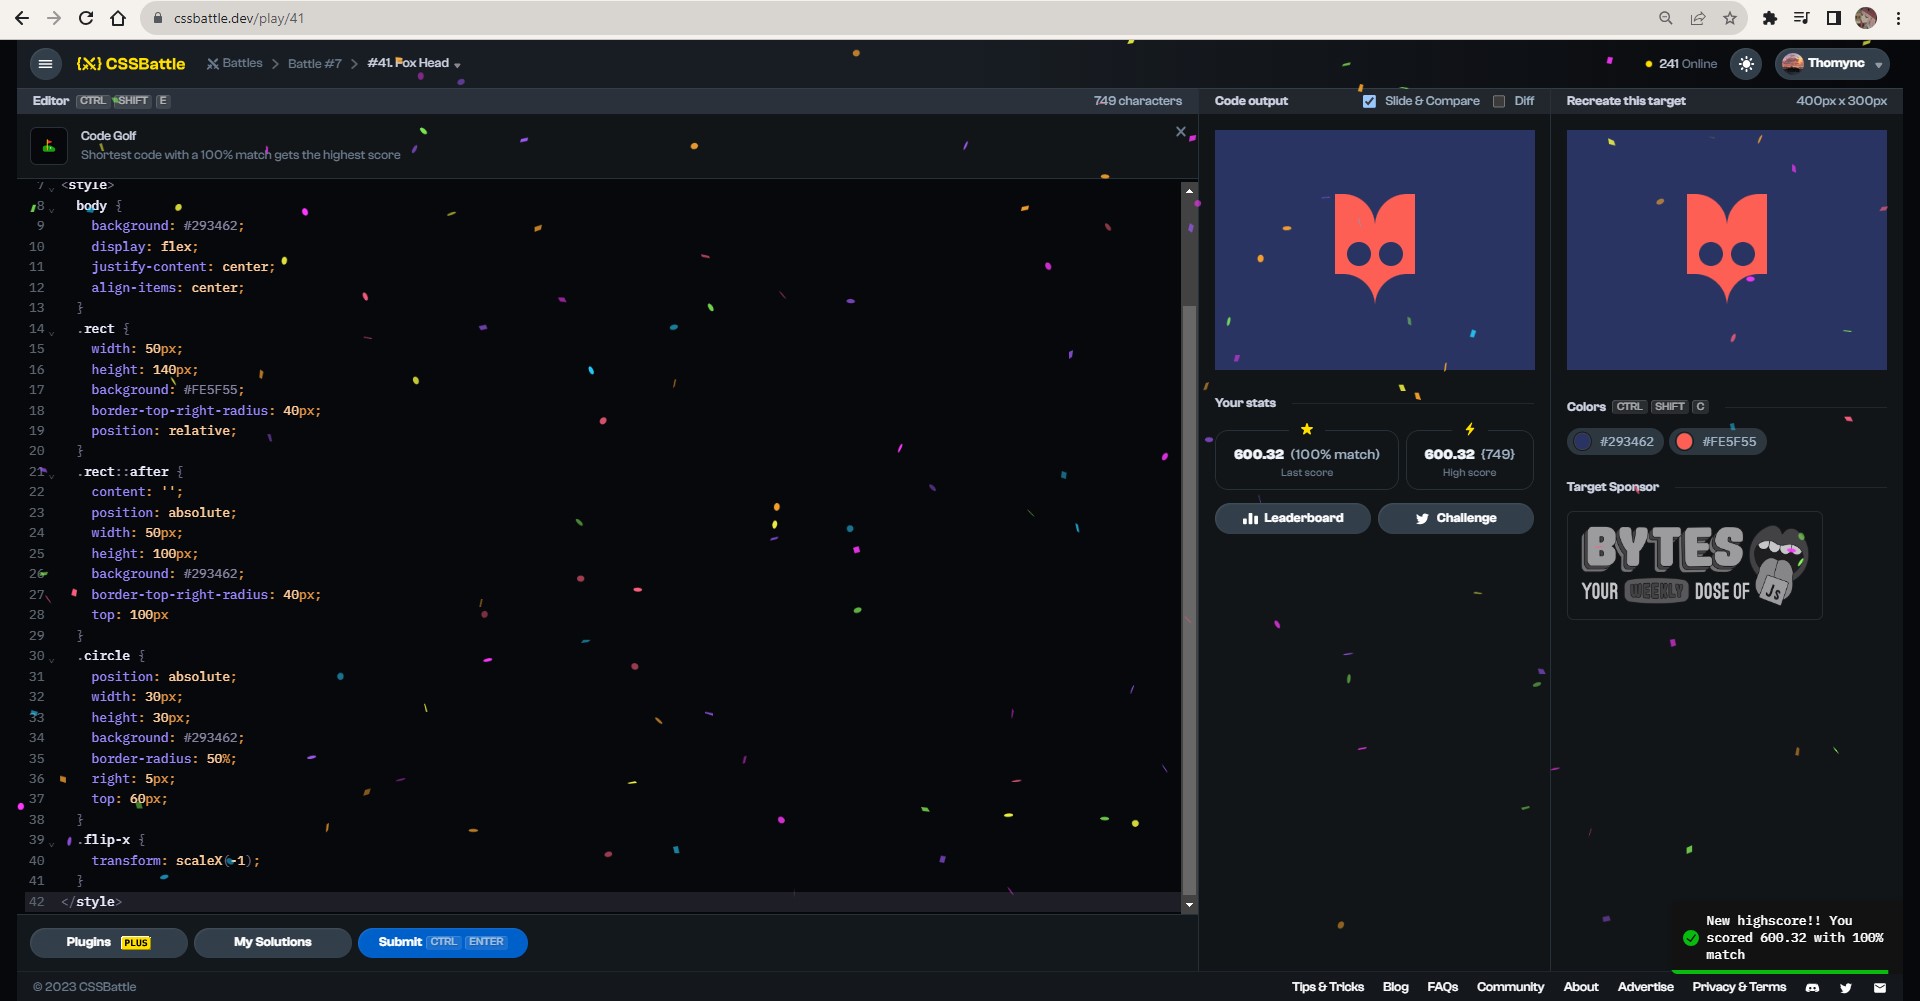 cssbattle.dev/play/41
CSSBattle
Battles > Battle #7 > #41. Fox Head
241 Online
Thomync
Editor CTRL SHIFT E
749 characters
Code output
Slide & Compare
Diff
Recreate this target
400px x 300px
Code Golf
Shortest code with a 100% match gets the highest score
7 <style>
8 body {
9 background: #293462;
10 display: flex;
11 justify-content: center;
12 align-items: center;
13 }
14 .rect {
15 width: 50px;
16 height: 140px;
17 background: #FE5F55;
18 border-top-right-radius: 40px;
19 position: relative;
20 }
21 .rect::after {
22 content: '';
23 position: absolute;
24 width: 50px;
25 height: 100px;
26 background: #293462;
27 border-top-right-radius: 40px;
28 top: 100px
29 }
30 .circle {
31 position: absolute;
32 width: 30px;
33 height: 30px;
34 background: #293462;
35 border-radius: 50%;
36 right: 5px;
37 top: 60px;
38 }
39 .flip-x {
40 transform: scaleX(-1);
41 }
42 </style>
Your stats
600.32 (100% match)
Last score
600.32 {749}
High score
Leaderboard
Challenge
Colors CTRL SHIFT C
#293462
#FE5F55
Target Sponsor
BYTES
YOUR WEEKLY DOSE OF JS
Plugins PLUS
My Solutions
Submit CTRL ENTER
New highscore!! You
scored 600.32 with 100%
match
© 2023 CSSBattle
Tips & Tricks Blog FAQs Community About Advertise Privacy & Terms